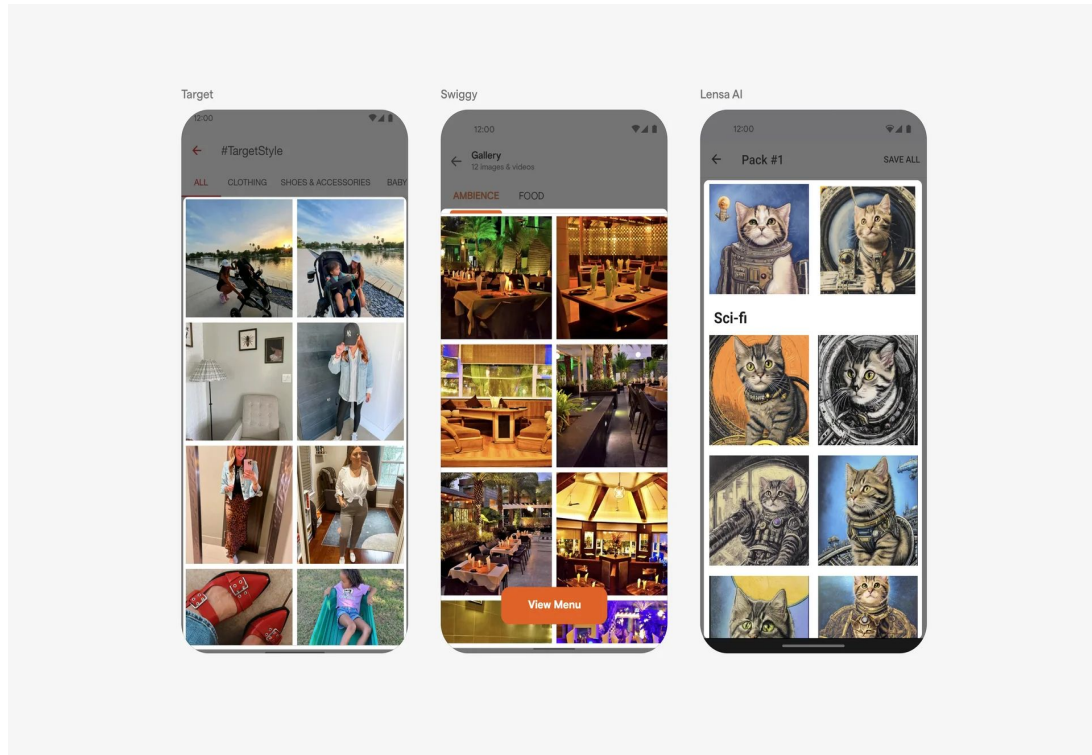 Target
12:00
#TargetStyle
ALL CLOTHING SHOES & ACCESSORIES BABY
Swiggy
12:00
Gallery
12 images & videos
AMBIENCE FOOD
View Menu
Lensa AI
12:00
Pack #1 SAVE ALL
Sci-fi